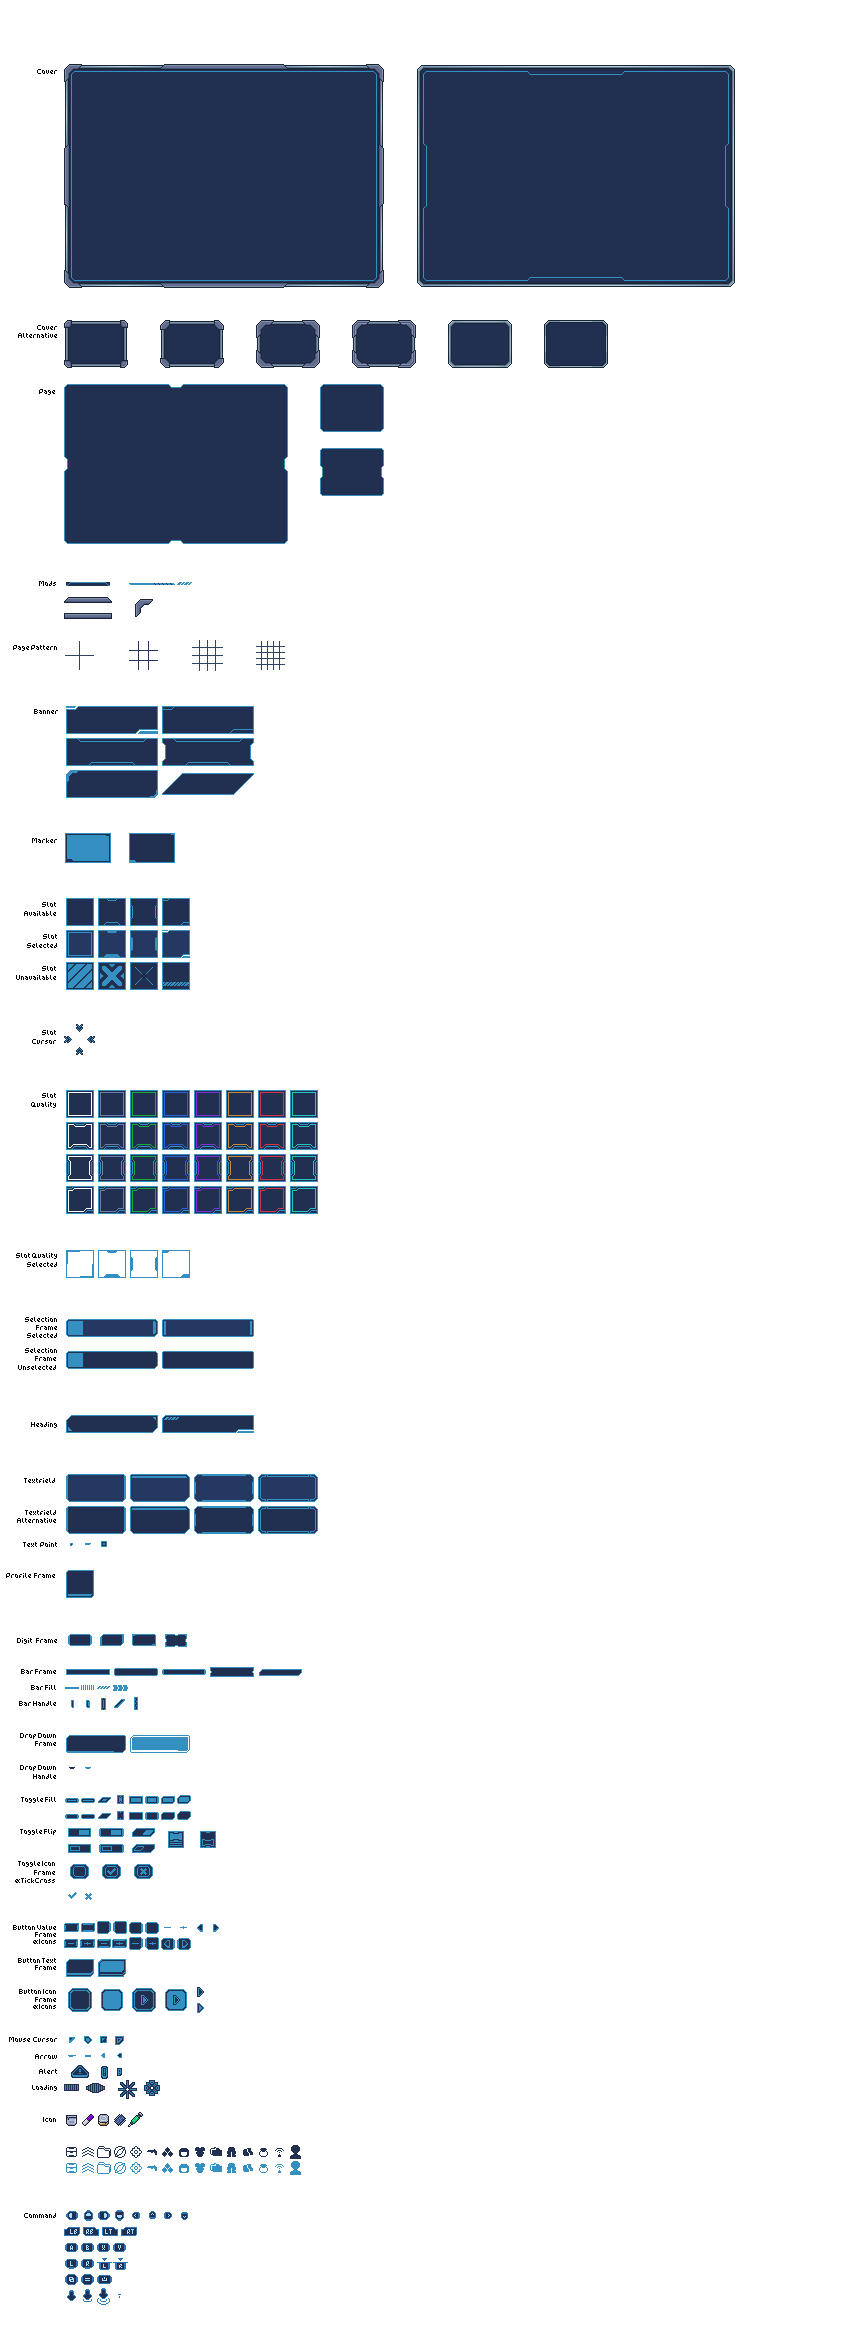 Cover
Cover
Alternative
Page
Mods
Page Pattern
Banner
Marker
Slot
Available
Slot
Selected
Slot
Unavailable
Slot
Cursor
Slot
Quality
Slot Quality
Selected
Selection
Frame
Selected
Selection
Frame
Unselected
Heading
Textfield
Textfield
Alternative
Text Point
Profile Frame
Digit Frame
Bar Frame
Bar Fill
Bar Handle
Drop Down
Frame
Drop Down
Handle
Toggle Fill
Toggle Flip
Toggle Icon
Frame
&TickCross
Button Value
Frame
&Icons
Button Text
Frame
Button Icon
Frame
&Icons
Mouse Cursor
Arrow
Alert
Loading
Icon
Command
LB RB LT RT
A B X Y
L R L R